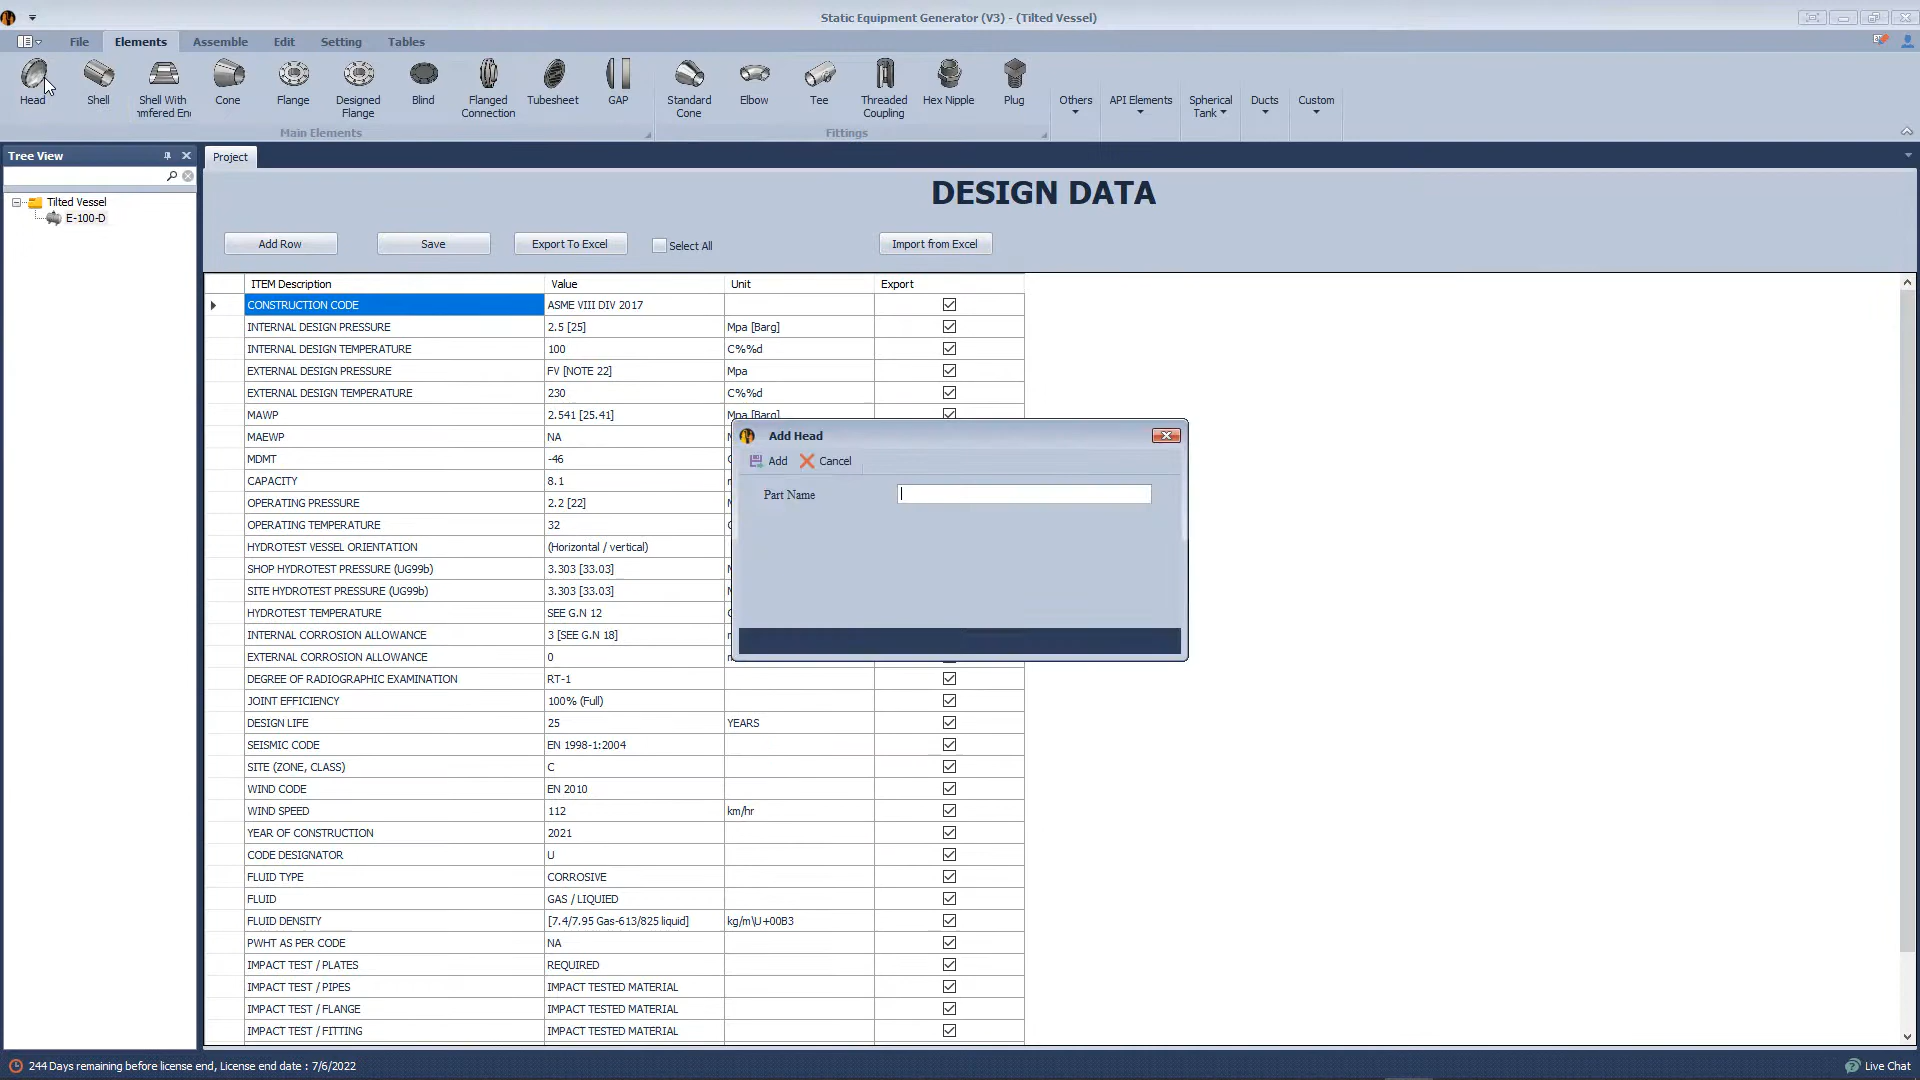 Static Equipment Generator (V3) - (Tilted Vessel)
File Elements Assemble Edit Setting Tables
Head Shell Shell With Cone Flange Designed Flange Blind Flanged Connection Tubesheet GAP Standard Cone Elbow Tee Threaded Coupling Hex Nipple Plug Others API Elements Spherical Tank Ducts Custom
Main Elements Fittings
Tree View
Project
Tilted Vessel
E-100-D
DESIGN DATA
Add Row Save Export To Excel Select All Import from Excel
ITEM Description Value Unit Export
CONSTRUCTION CODE ASME VIII DIV 2017
INTERNAL DESIGN PRESSURE 2.5 [25] Mpa [Barg]
INTERNAL DESIGN TEMPERATURE 100 C%%d
EXTERNAL DESIGN PRESSURE FV [NOTE 22] Mpa
EXTERNAL DESIGN TEMPERATURE 230 C%%d
MAWP 2.541 [25.41] Mpa [Barg]
MAEWP NA
MDMT -46
CAPACITY 8.1
OPERATING PRESSURE 2.2 [22]
OPERATING TEMPERATURE 32
HYDROTEST VESSEL ORIENTATION (Horizontal / vertical)
SHOP HYDROTEST PRESSURE (UG99b) 3.303 [33.03]
SITE HYDROTEST PRESSURE (UG99b) 3.303 [33.03]
HYDROTEST TEMPERATURE SEE G.N 12
INTERNAL CORROSION ALLOWANCE 3 [SEE G.N 18]
EXTERNAL CORROSION ALLOWANCE 0
DEGREE OF RADIOGRAPHIC EXAMINATION RT-1
JOINT EFFICIENCY 100% (Full)
DESIGN LIFE 25 YEARS
SEISMIC CODE EN 1998-1:2004
SITE (ZONE, CLASS) C
WIND CODE EN 2010
WIND SPEED 112 km/hr
YEAR OF CONSTRUCTION 2021
CODE DESIGNATOR U
FLUID TYPE CORROSIVE
FLUID GAS / LIQUIED
FLUID DENSITY [7.4/7.95 Gas-613/825 liquid] kg/m\U+00B3
PWHT AS PER CODE NA
IMPACT TEST / PLATES REQUIRED
IMPACT TEST / PIPES IMPACT TESTED MATERIAL
IMPACT TEST / FLANGE IMPACT TESTED MATERIAL
IMPACT TEST / FITTING IMPACT TESTED MATERIAL
Add Head
Add Cancel
Part Name
244 Days remaining before license end, License end date : 7/6/2022
Live Chat